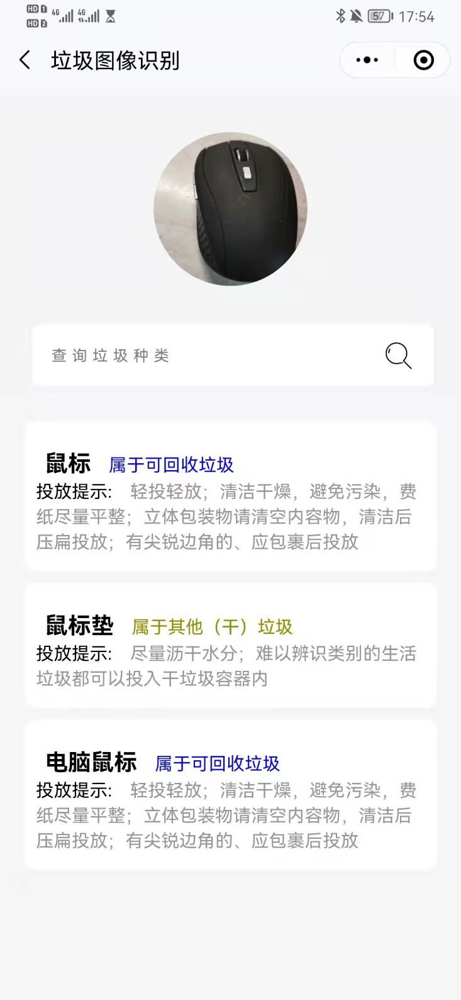 HD 1 4G 4G 57 17:54
HD 2
垃圾图像识别
查询垃圾种类
鼠标 属于可回收垃圾
投放提示: 轻投轻放；清洁干燥，避免污染，费
纸尽量平整；立体包装物请清空内容物，清洁后
压扁投放；有尖锐边角的、应包裹后投放
鼠标垫 属于其他（干）垃圾
投放提示: 尽量沥干水分；难以辨识类别的生活
垃圾都可以投入干垃圾容器内
电脑鼠标 属于可回收垃圾
投放提示: 轻投轻放；清洁干燥，避免污染，费
纸尽量平整；立体包装物请清空内容物，清洁后
压扁投放；有尖锐边角的、应包裹后投放